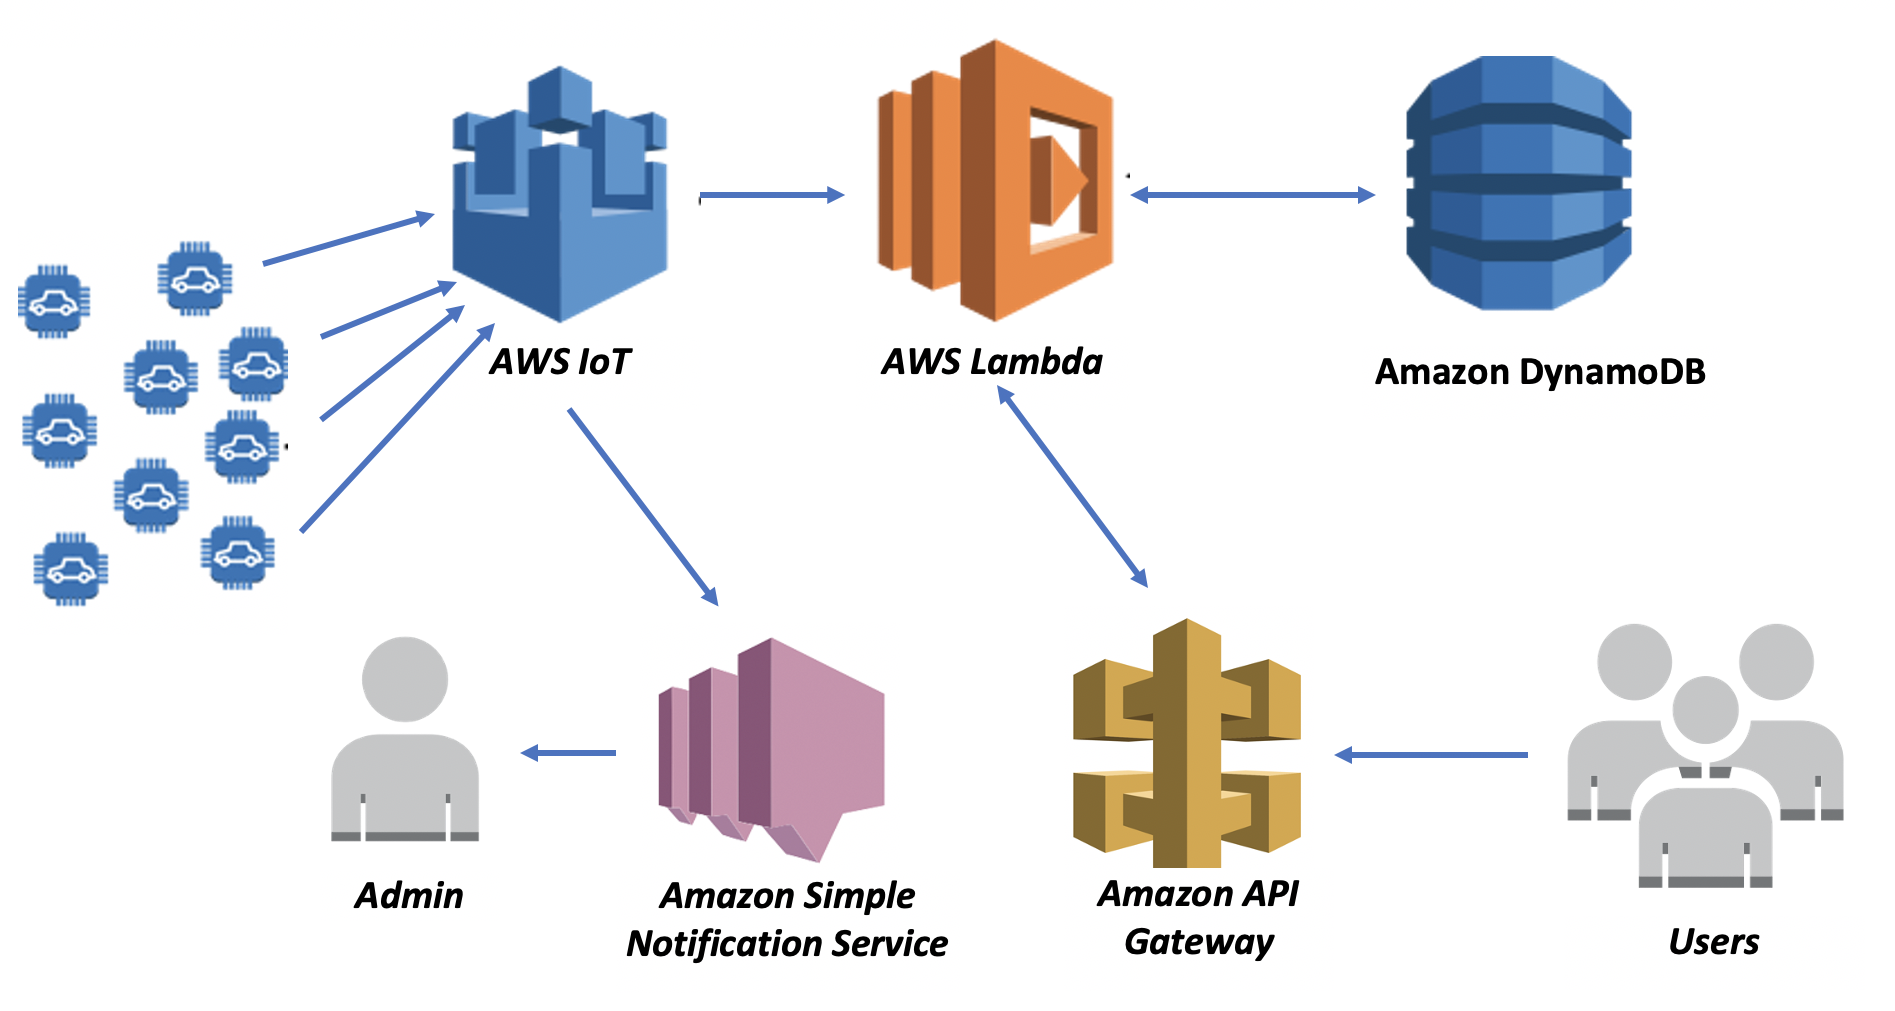 AWS IoT
AWS Lambda
Amazon DynamoDB
Admin
Amazon Simple
Notification Service
Amazon API
Gateway
Users